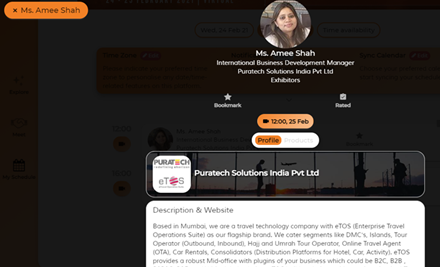 × Ms. Amee Shah
Ms. Amee Shah
International Business Development Manager
Puratech Solutions India Pvt Ltd
Exhibitors
Bookmark
Rated
12:00, 25 Feb
Profile
Products
PURATECH
eTOS
Puratech Solutions India Pvt Ltd
Description & Website
Based in Mumbai, we are a travel technology company with eTOS (Enterprise Travel
Operations Suite) as our flagship brand. We cater segments like DMC's, Islands, Tour
Operator (Outbound, Inbound), Hajj and Umrah Tour Operator, Online Travel Agent
(OTA), Car Rentals, Consolidators (Distribution Platforms for Hotel, Car, Activity). eTOS
provides a robust Mid-office with plugins of your business which could be B2C, B2B ,